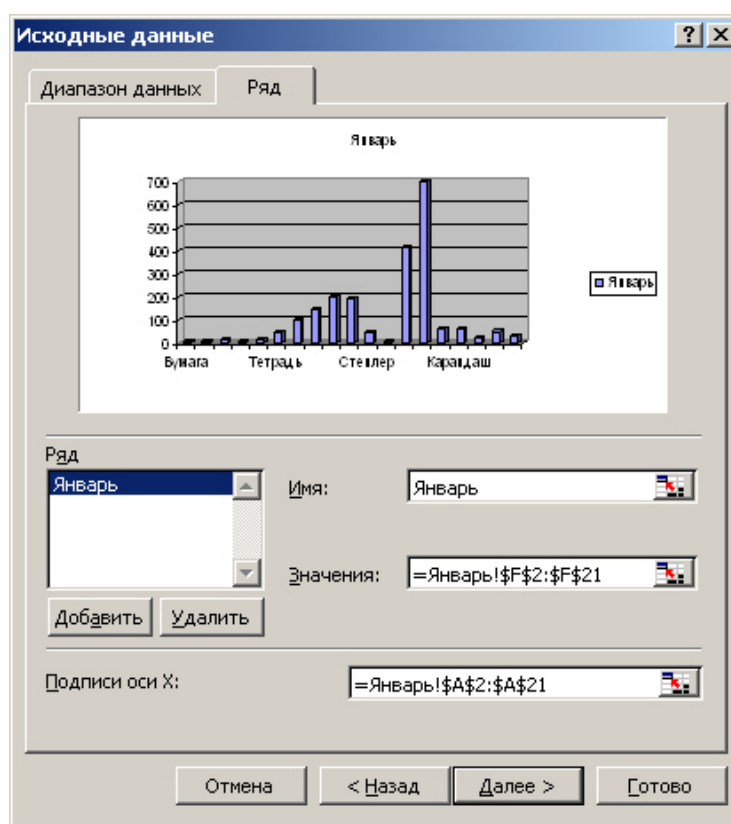 Исходные данные
Диапазон данных Ряд
Январь
700
600
500
400
300
200
100
0
Январь
Бумага Тетрадь Степлер Карандаш
Ряд
Январь
Имя: Январь
Значения: =Январь!$F$2:$F$21
Добавить Удалить
Подписи оси X: =Январь!$A$2:$A$21
Отмена < Назад Далее > Готово